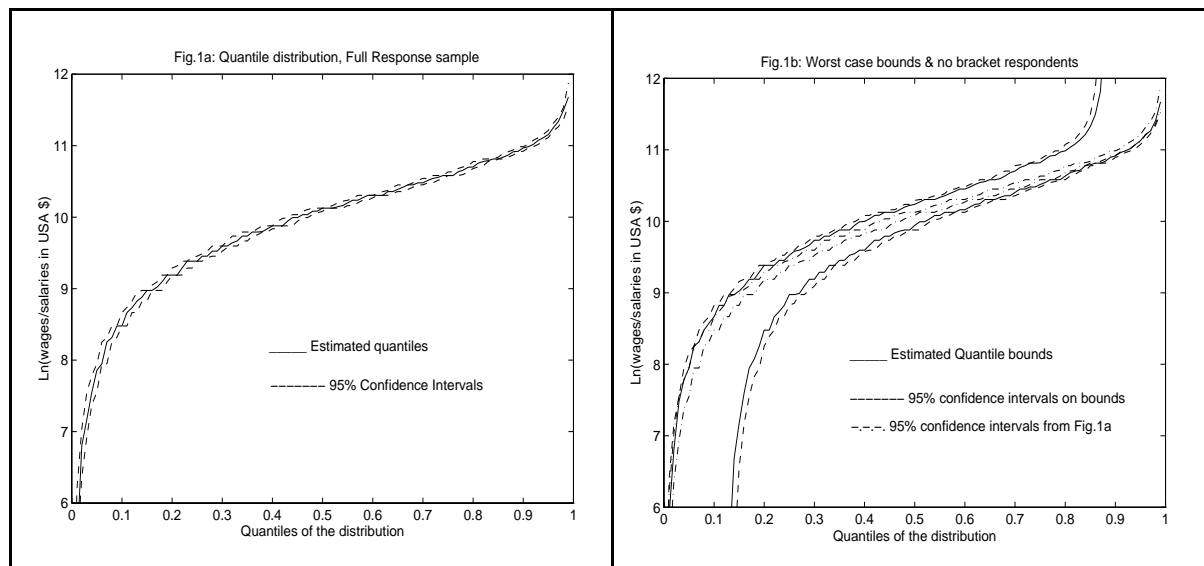 Fig.1a: Quantile distribution, Full Response sample
12
11
10
9
8
7
6
Ln(wages/salaries in USA $)
_____ Estimated quantiles
------- 95% Confidence Intervals
0 0.1 0.2 0.3 0.4 0.5 0.6 0.7 0.8 0.9 1
Quantiles of the distribution
Fig.1b: Worst case bounds & no bracket respondents
12
11
10
9
8
7
6
Ln(wages/salaries in USA $)
_____ Estimated Quantile bounds
------- 95% confidence intervals on bounds
-.-.-.- 95% confidence intervals from Fig.1a
0 0.1 0.2 0.3 0.4 0.5 0.6 0.7 0.8 0.9 1
Quantiles of the distribution